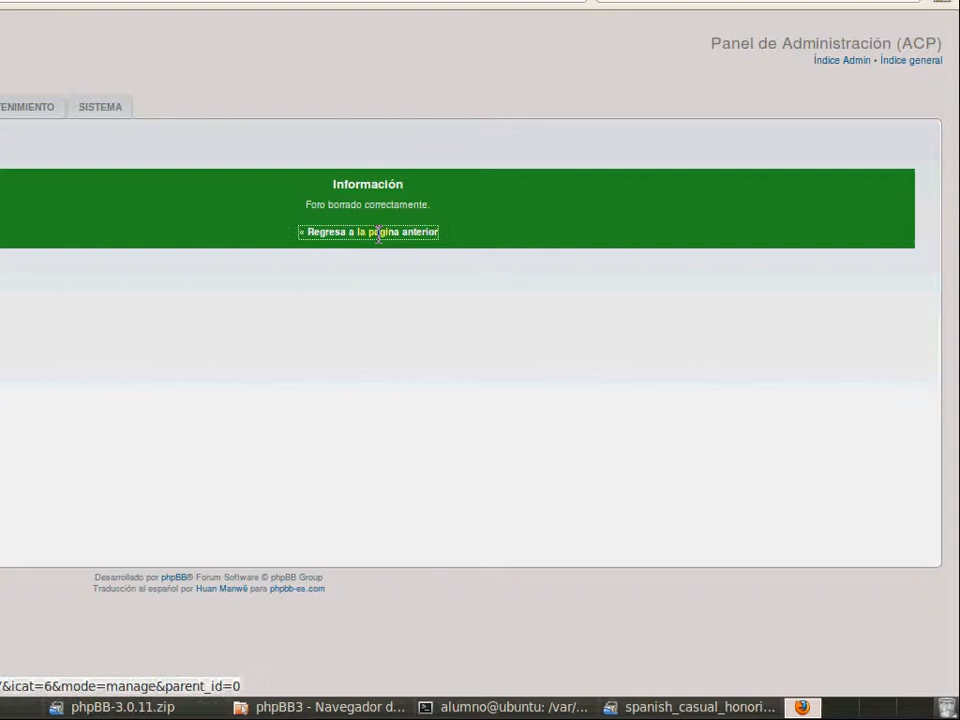 Panel de Administración (ACP)
Índice Admin • Índice general
ENIMIENTO
SISTEMA
Información
Foro borrado correctamente.
« Regresa a la página anterior
Desarrollado por phpBB® Forum Software © phpBB Group
Traducción al español por Huan Manwë para phpbb-es.com
&icat=6&mode=manage&parent_id=0
phpBB-3.0.11.zip
phpBB3 - Navegador d...
alumno@ubuntu: /var/...
spanish_casual_honori...